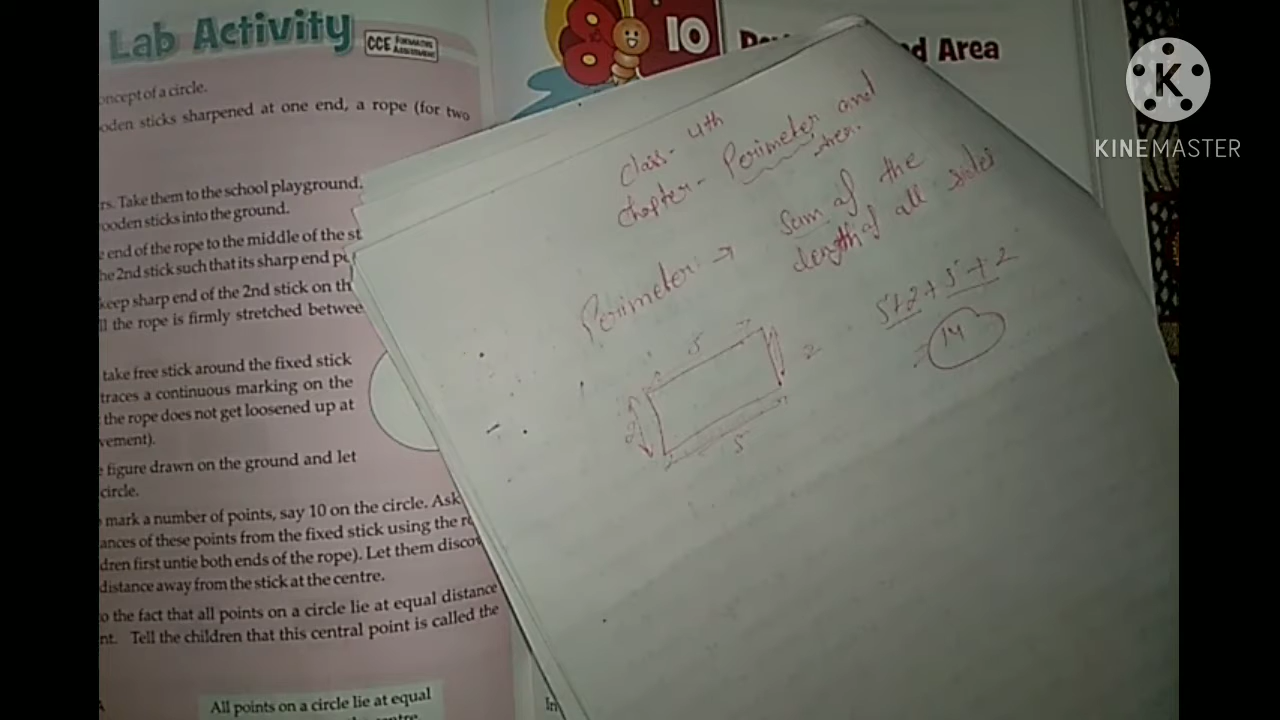 Lab Activity
CCE FORMATIVE ASSESSMENT
oncept of a circle.
oden sticks sharpened at one end, a rope (for two
rs. Take them to the school playground.
ooden sticks into the ground.
e end of the rope to the middle of the st
he 2nd stick such that its sharp end
keep sharp end of the 2nd stick on th
ll the rope is firmly stretched betwee
take free stick around the fixed stick
traces a continuous marking on the
the rope does not get loosened up at
vement).
e figure drawn on the ground and let
circle.
mark a number of points, say 10 on the circle. Ask
ances of these points from the fixed stick using the ro
dren first untie both ends of the rope). Let them discov
distance away from the stick at the centre.
o the fact that all points on a circle lie at equal distance
nt. Tell the children that this central point is called the
All points on a circle lie at equal
centre.
10
d Area
In
Class- 4th
Chapter - Perimeter and
Area.
Perimeter → Sum of the
length of all sides
5
2
2
5
5+2+5+2
= 14
K
KINEMASTER